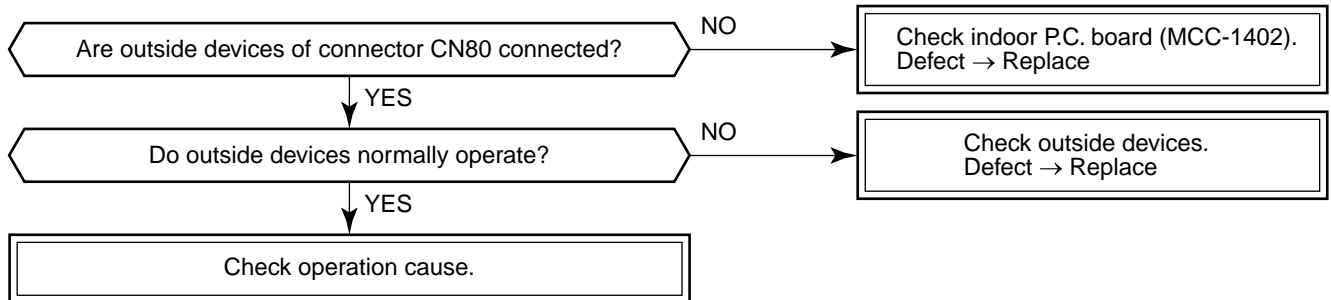 Are outside devices of connector CN80 connected?
NO
Check indoor P.C. board (MCC-1402).
Defect → Replace
YES
Do outside devices normally operate?
NO
Check outside devices.
Defect → Replace
YES
Check operation cause.